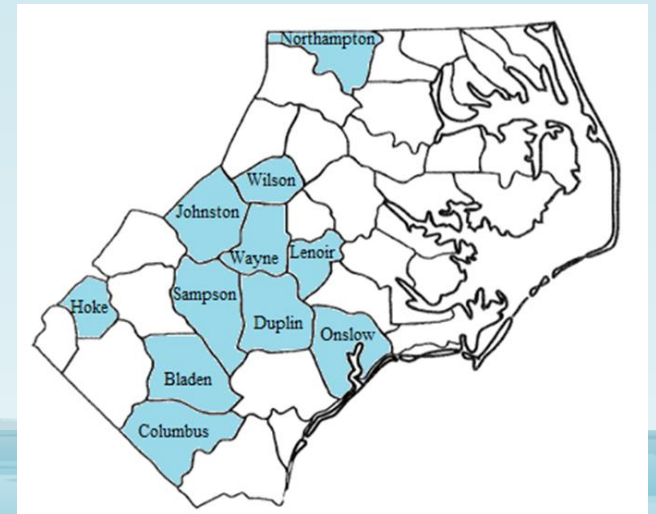 Northampton
Wilson
Johnston
Wayne
Lenoir
Sampson
Hoke
Duplin
Onslow
Bladen
Columbus